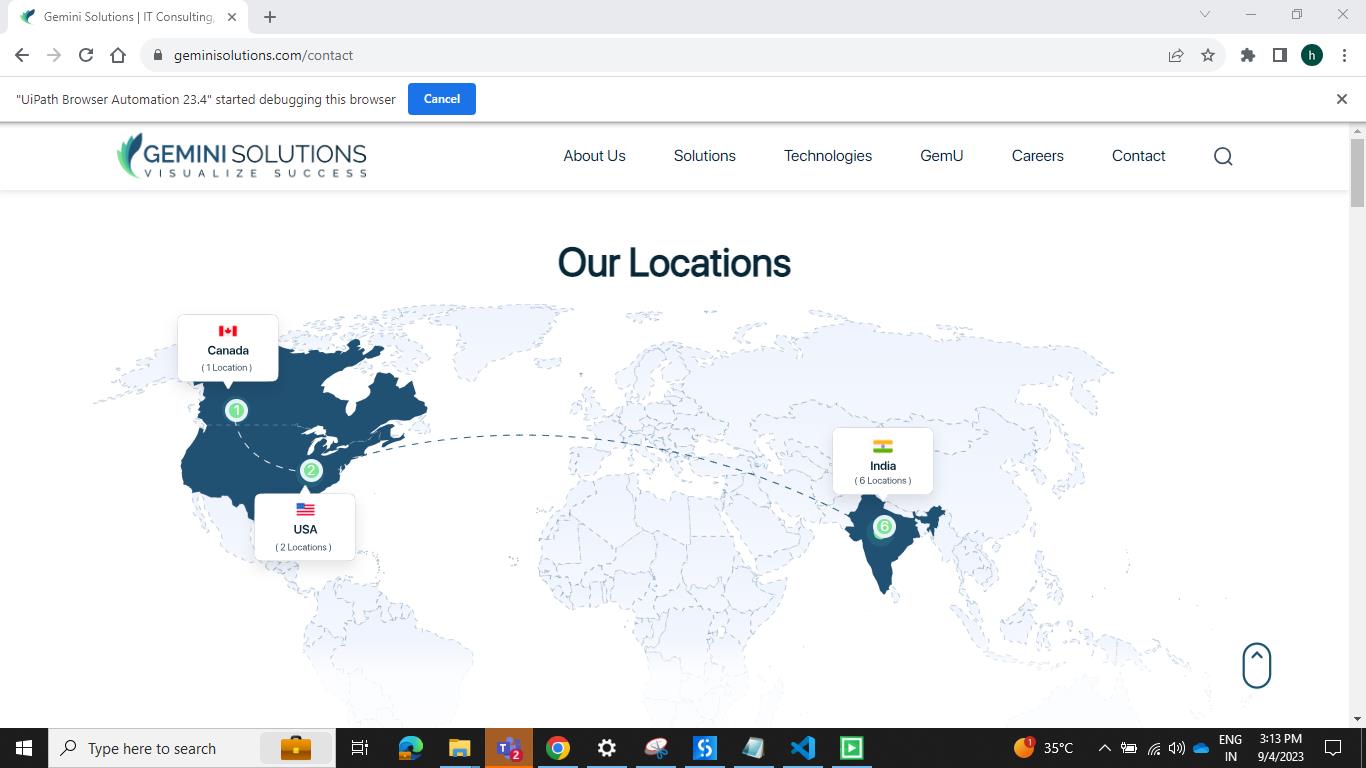 Gemini Solutions | IT Consulting,
geminisolutions.com/contact
h
"UiPath Browser Automation 23.4" started debugging this browser
Cancel
GEMINI SOLUTIONS
VISUALIZE SUCCESS
About Us
Solutions
Technologies
GemU
Careers
Contact
Our Locations
Canada
( 1 Location )
1
2
USA
( 2 Locations )
India
( 6 Locations )
6
Type here to search
2
1
35°C
ENG
IN
3:13 PM
9/4/2023